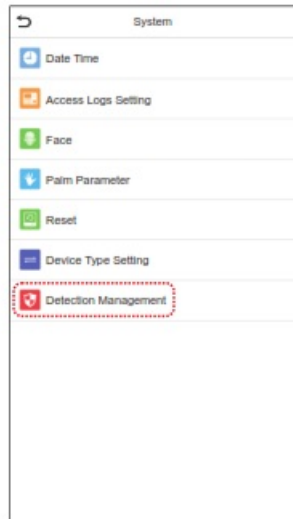 System
Date Time
Access Logs Setting
Face
Palm Parameter
Reset
Device Type Setting
Detection Management